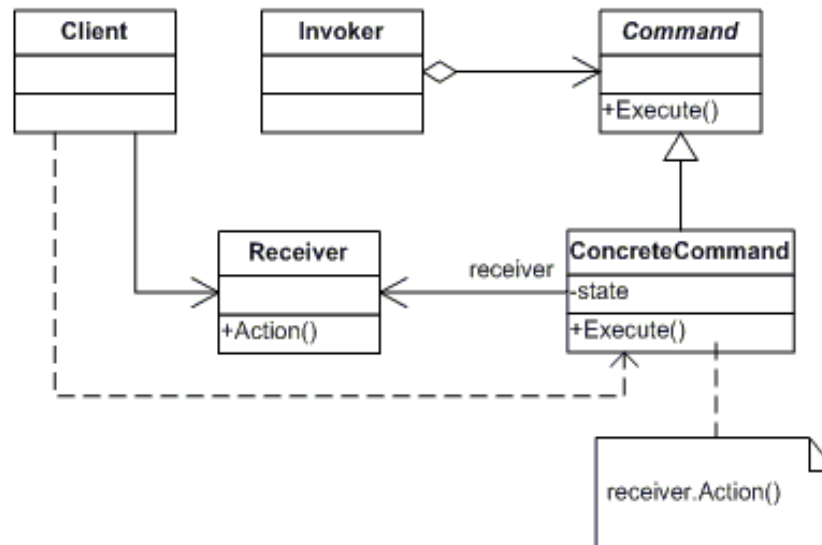 Client
Invoker
Command
+Execute()
Receiver
+Action()
receiver
ConcreteCommand
-state
+Execute()
receiver.Action()